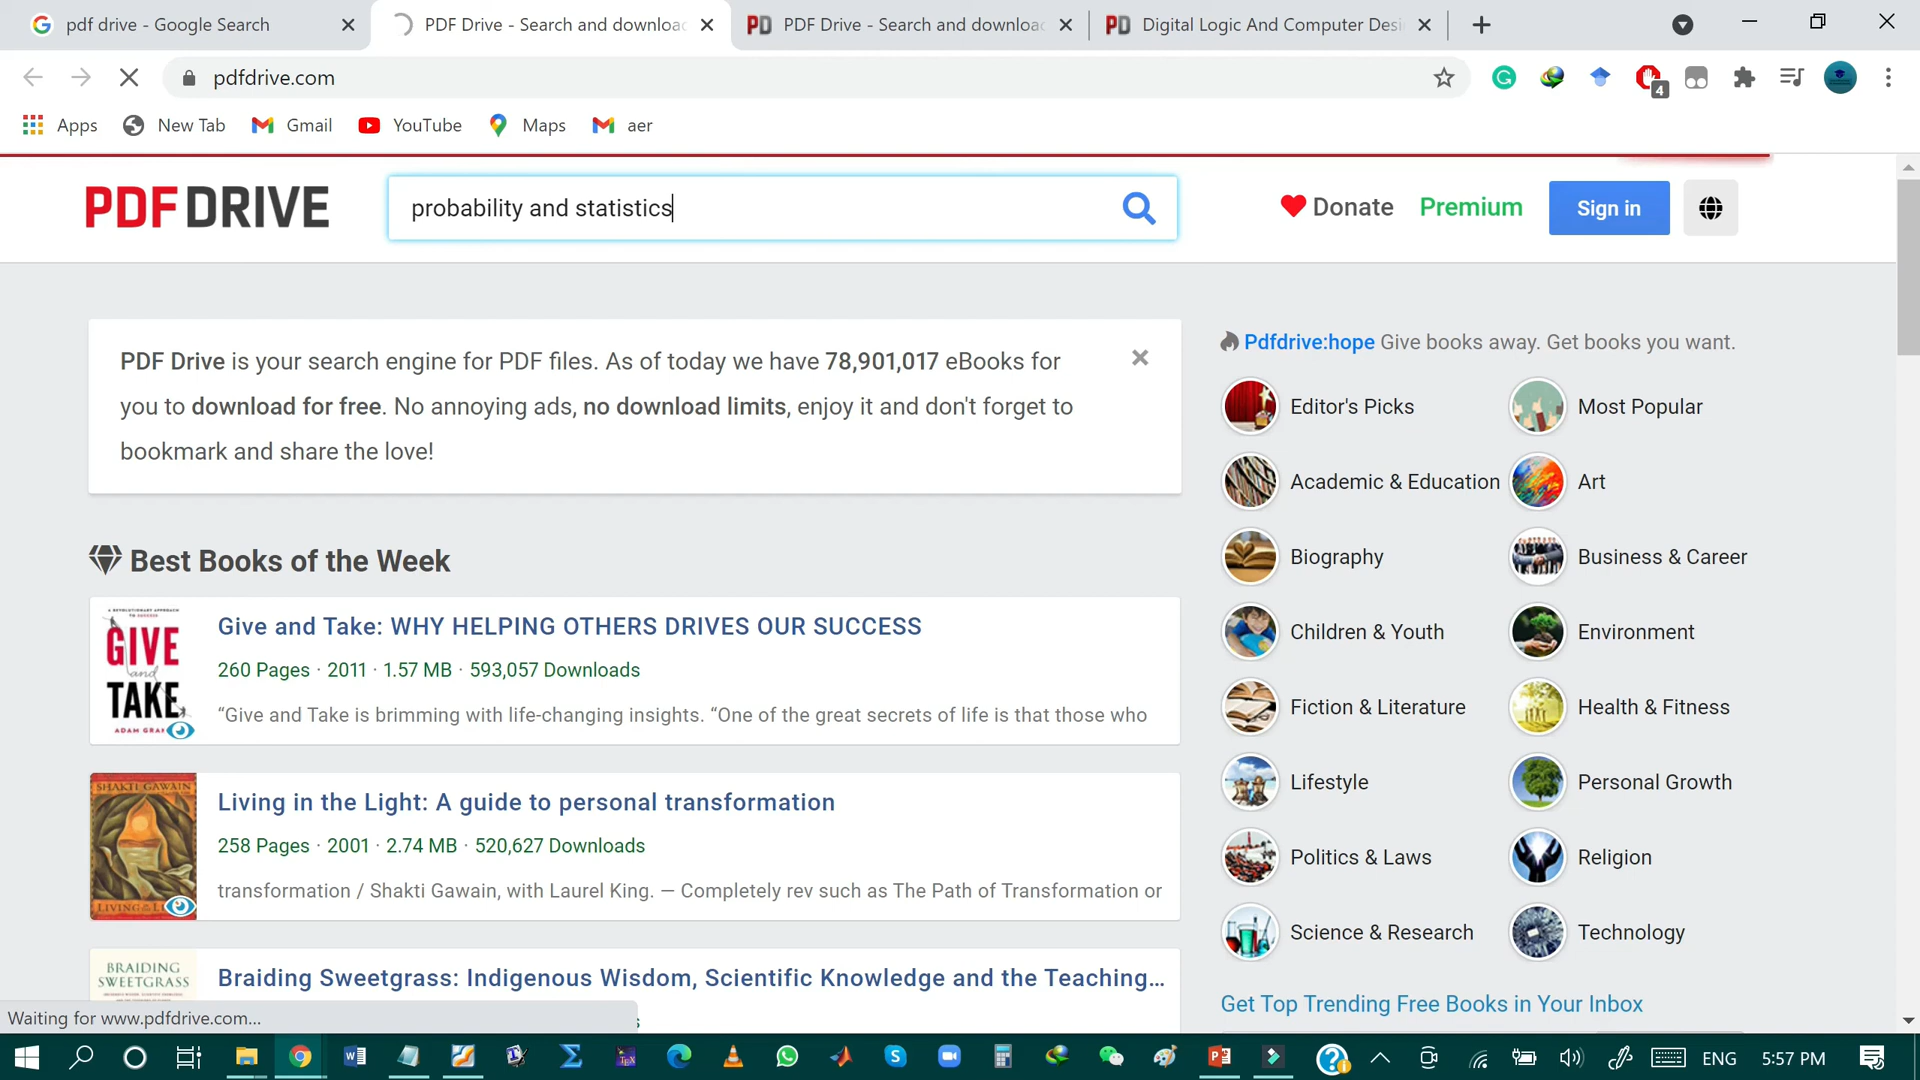 pdf drive - Google Search
PDF Drive - Search and downloac
PDF Drive - Search and downloac
Digital Logic And Computer Desi
pdfdrive.com
4
Apps
New Tab
Gmail
YouTube
Maps
aer
PDF DRIVE
probability and statistics
Donate
Premium
Sign in
PDF Drive is your search engine for PDF files. As of today we have 78,901,017 eBooks for
you to download for free. No annoying ads, no download limits, enjoy it and don't forget to
bookmark and share the love!
Best Books of the Week
GIVE
and
TAKE
Give and Take: WHY HELPING OTHERS DRIVES OUR SUCCESS
260 Pages · 2011 · 1.57 MB · 593,057 Downloads
“Give and Take is brimming with life-changing insights. “One of the great secrets of life is that those who
SHAKTI GAWAIN
Living in the Light: A guide to personal transformation
258 Pages · 2001 · 2.74 MB · 520,627 Downloads
transformation / Shakti Gawain, with Laurel King. — Completely rev such as The Path of Transformation or
BRAIDING
SWEETGRASS
Braiding Sweetgrass: Indigenous Wisdom, Scientific Knowledge and the Teaching...
Pdfdrive:hope Give books away. Get books you want.
Editor's Picks
Most Popular
Academic & Education
Art
Biography
Business & Career
Children & Youth
Environment
Fiction & Literature
Health & Fitness
Lifestyle
Personal Growth
Politics & Laws
Religion
Science & Research
Technology
Get Top Trending Free Books in Your Inbox
Waiting for www.pdfdrive.com...
ENG
5:57 PM